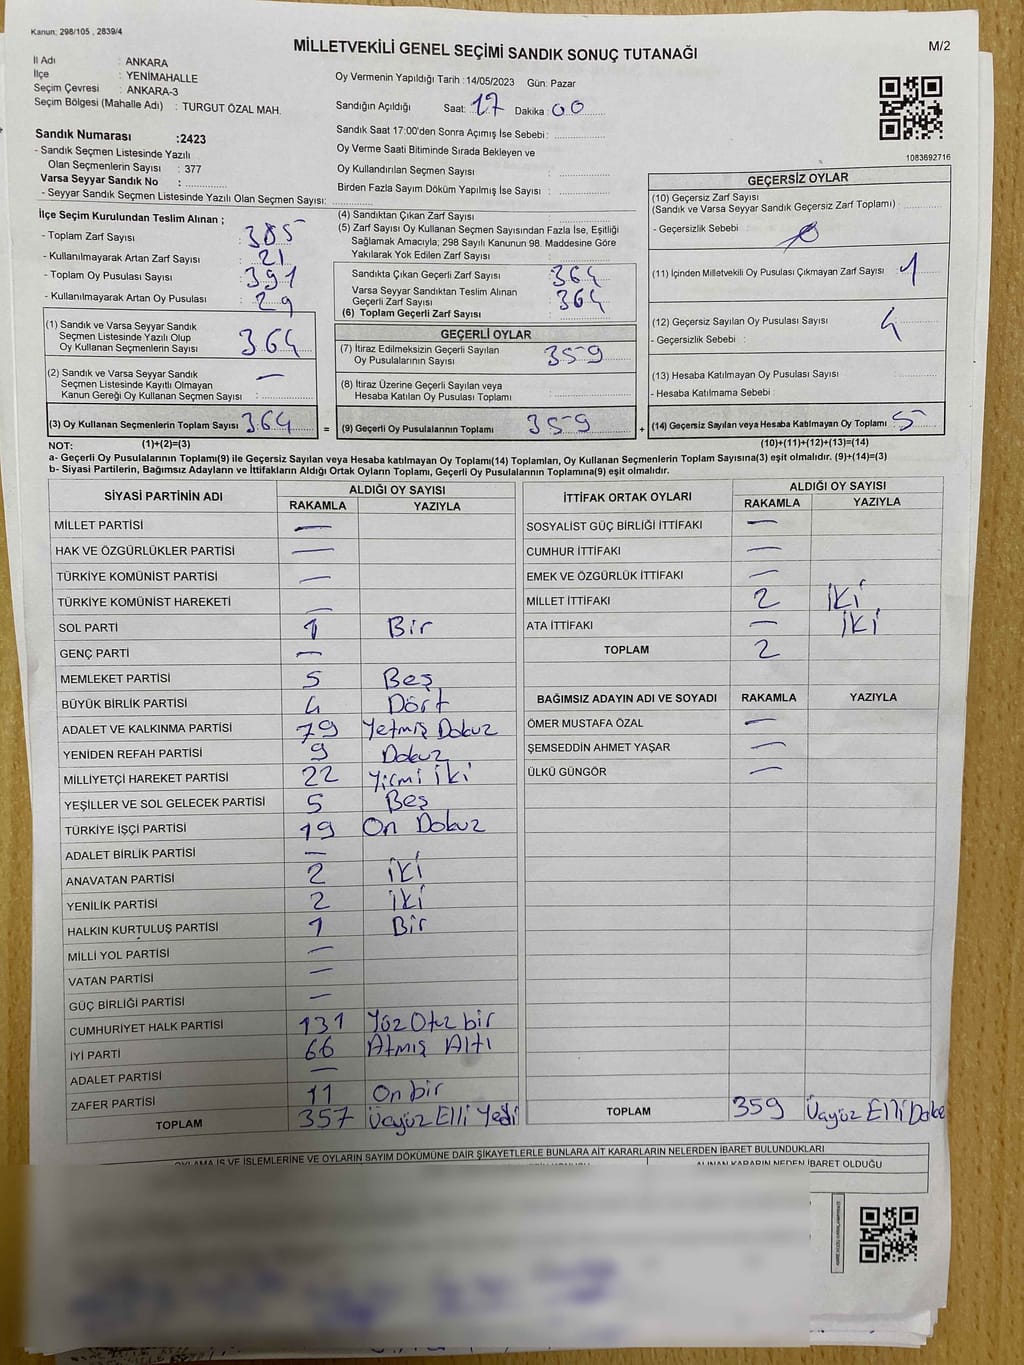 Kanun; 298/105 , 2839/4
MİLLETVEKİLİ GENEL SEÇİMİ SANDIK SONUÇ TUTANAĞI
M/2
İl Adı : ANKARA
İlçe : YENİMAHALLE
Seçim Çevresi : ANKARA-3
Seçim Bölgesi (Mahalle Adı) : TURGUT ÖZAL MAH.
Oy Vermenin Yapıldığı Tarih :14/05/2023 Gün: Pazar
Sandığın Açıldığı Saat: 17 Dakika : 00
Sandık Saat 17:00'den Sonra Açımış İse Sebebi :
Oy Verme Saati Bitiminde Sırada Bekleyen ve
Oy Kullandırılan Seçmen Sayısı :
Birden Fazla Sayım Döküm Yapılmış İse Sayısı :
1083692716
Sandık Numarası :2423
- Sandık Seçmen Listesinde Yazılı
Olan Seçmenlerin Sayısı : 377
Varsa Seyyar Sandık No :
- Seyyar Sandık Seçmen Listesinde Yazılı Olan Seçmen Sayısı:
İlçe Seçim Kurulundan Teslim Alınan ;
- Toplam Zarf Sayısı : 385
- Kullanılmayarak Artan Zarf Sayısı : 21
- Toplam Oy Pusulası Sayısı : 391
- Kullanılmayarak Artan Oy Pusulası : 29
(1) Sandık ve Varsa Seyyar Sandık
Seçmen Listesinde Yazılı Olup
Oy Kullanan Seçmenlerin Sayısı : 364
(2) Sandık ve Varsa Seyyar Sandık
Seçmen Listesinde Kayıtlı Olmayan
Kanun Gereği Oy Kullanan Seçmen Sayısı : —
(3) Oy Kullanan Seçmenlerin Toplam Sayısı : 364
(4) Sandıktan Çıkan Zarf Sayısı :
(5) Zarf Sayısı Oy Kullanan Seçmen Sayısından Fazla İse, Eşitliği
Sağlamak Amacıyla; 298 Sayılı Kanunun 98. Maddesine Göre
Yakılarak Yok Edilen Zarf Sayısı :
Sandıkta Çıkan Geçerli Zarf Sayısı : 364
Varsa Seyyar Sandıktan Teslim Alınan
Geçerli Zarf Sayısı : 364
(6) Toplam Geçerli Zarf Sayısı :
GEÇERLİ OYLAR
(7) İtiraz Edilmeksizin Geçerli Sayılan
Oy Pusulalarının Sayısı : 359
(8) İtiraz Üzerine Geçerli Sayılan veya
Hesaba Katılan Oy Pusulası Toplamı :
= (9) Geçerli Oy Pusulalarının Toplamı : 359
GEÇERSİZ OYLAR
(10) Geçersiz Zarf Sayısı
(Sandık ve Varsa Seyyar Sandık Geçersiz Zarf Toplamı) :
- Geçersizlik Sebebi :
(11) İçinden Milletvekili Oy Pusulası Çıkmayan Zarf Sayısı : 1
(12) Geçersiz Sayılan Oy Pusulası Sayısı : 4
- Geçersizlik Sebebi :
(13) Hesaba Katılmayan Oy Pusulası Sayısı :
- Hesaba Katılmama Sebebi :
+ (14) Geçersiz Sayılan veya Hesaba Katılmayan Oy Toplamı : 5
NOT: (1)+(2)=(3)
(10)+(11)+(12)+(13)=(14)
a- Geçerli Oy Pusulalarının Toplamı(9) ile Geçersiz Sayılan veya Hesaba katılmayan Oy Toplamı(14) Toplamları, Oy Kullanan Seçmenlerin Toplam Sayısına(3) eşit olmalıdır. (9)+(14)=(3)
b- Siyasi Partilerin, Bağımsız Adayların ve İttifakların Aldığı Ortak Oyların Toplamı, Geçerli Oy Pusulalarının Toplamına(9) eşit olmalıdır.
SİYASİ PARTİNİN ADI ALDIĞI OY SAYISI
RAKAMLA YAZIYLA
MİLLET PARTİSİ —
HAK VE ÖZGÜRLÜKLER PARTİSİ —
TÜRKİYE KOMÜNİST PARTİSİ —
TÜRKİYE KOMÜNİST HAREKETİ —
SOL PARTİ 1 Bir
GENÇ PARTİ —
MEMLEKET PARTİSİ 5 Beş
BÜYÜK BİRLİK PARTİSİ 4 Dört
ADALET VE KALKINMA PARTİSİ 79 Yetmiş Dokuz
YENİDEN REFAH PARTİSİ 9 Dokuz
MİLLİYETÇİ HAREKET PARTİSİ 22 Yirmi iki
YEŞİLLER VE SOL GELECEK PARTİSİ 5 Beş
TÜRKİYE İŞÇİ PARTİSİ 19 On Dokuz
ADALET BİRLİK PARTİSİ —
ANAVATAN PARTİSİ 2 İki
YENİLİK PARTİSİ 2 İki
HALKIN KURTULUŞ PARTİSİ 1 Bir
MİLLİ YOL PARTİSİ —
VATAN PARTİSİ —
GÜÇ BİRLİĞİ PARTİSİ —
CUMHURİYET HALK PARTİSİ 131 Yüz Otuz bir
İYİ PARTİ 66 Atmış Altı
ADALET PARTİSİ —
ZAFER PARTİSİ 11 On bir
TOPLAM 357 Üçyüz Elli Yedi
İTTİFAK ORTAK OYLARI ALDIĞI OY SAYISI
RAKAMLA YAZIYLA
SOSYALİST GÜÇ BİRLİĞİ İTTİFAKI —
CUMHUR İTTİFAKI —
EMEK VE ÖZGÜRLÜK İTTİFAKI —
MİLLET İTTİFAKI 2 İki
ATA İTTİFAKI — İki
TOPLAM 2
BAĞIMSIZ ADAYIN ADI VE SOYADI RAKAMLA YAZIYLA
ÖMER MUSTAFA ÖZAL —
ŞEMSEDDİN AHMET YAŞAR —
ÜLKÜ GÜNGÖR —
TOPLAM 359 Üçyüz Elli
OYLAMA İŞ VE İŞLEMLERİNE VE OYLARIN SAYIM DÖKÜMÜNE DAİR ŞİKAYETLERLE BUNLARA AİT KARARLARIN NELERDEN İBARET BULUNDUKLARI
ALINAN KARARIN NEDEN İBARET OLDUĞU